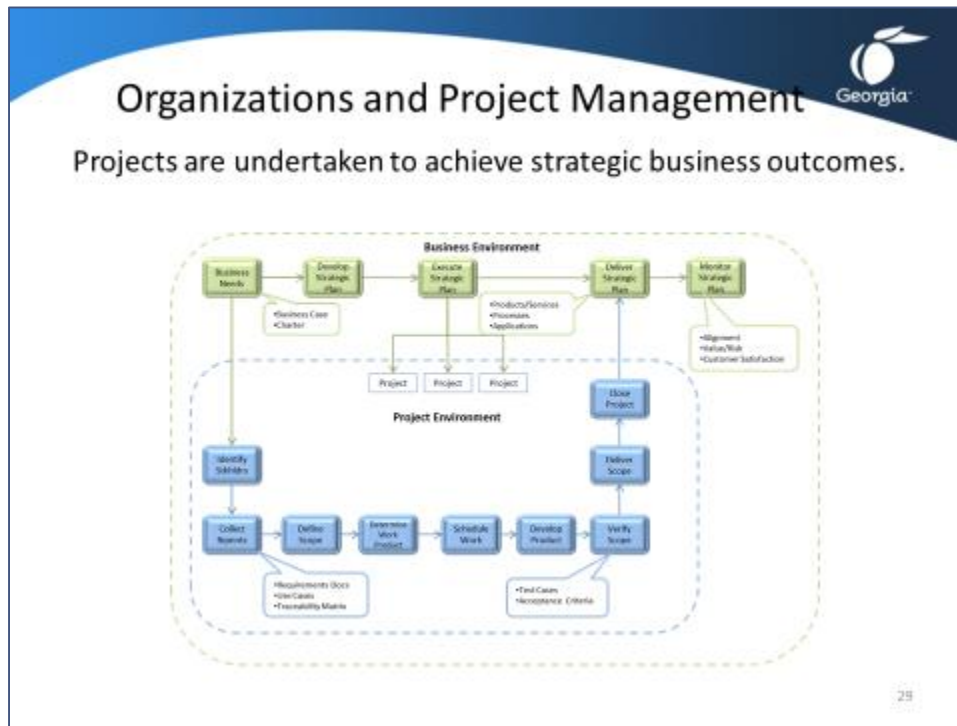 Georgia
Organizations and Project Management
Projects are undertaken to achieve strategic business outcomes.
Business Environment
Business
Needs
Develop
Strategic
Plan
Execute
Strategic
Plan
Deliver
Strategic
Plan
Monitor
Strategic
Plan
•Business Case
•Charter
•Products/Services
•Processes
•Applications
•Alignment
•Value/Risk
•Customer Satisfaction
Project
Project
Project
Project Environment
Close
Project
Identify
Deliver
Scope
Collect
Define
Scope
Determine
Work
Product
Schedule
Work
Develop
Product
Verify
Scope
•Requirements Docs
•Use Cases
•Traceability Matrix
•Test Cases
•Acceptance Criteria
29